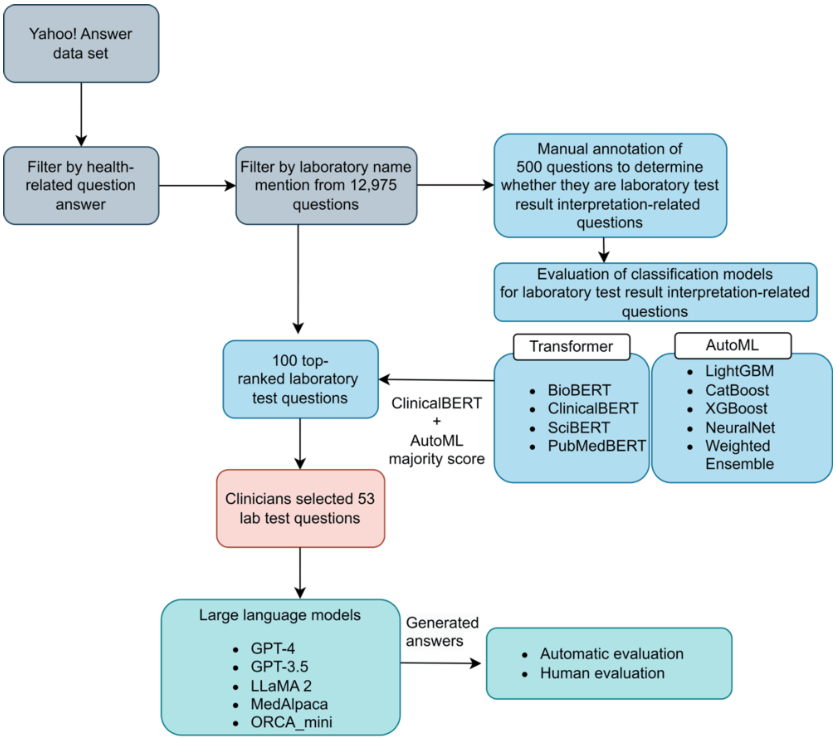 Yahoo! Answer
data set
Filter by health-
related question
answer
Filter by laboratory name
mention from 12,975
questions
Manual annotation of
500 questions to determine
whether they are laboratory test
result interpretation-related
questions
Evaluation of classification models
for laboratory test result interpretation-related
questions
Transformer
• BioBERT
• ClinicalBERT
• SciBERT
• PubMedBERT
AutoML
• LightGBM
• CatBoost
• XGBoost
• NeuralNet
• Weighted
Ensemble
ClinicalBERT
+
AutoML
majority score
100 top-
ranked laboratory
test questions
Clinicians selected 53
lab test questions
Large language models
• GPT-4
• GPT-3.5
• LLaMA 2
• MedAlpaca
• ORCA_mini
Generated
answers
• Automatic evaluation
• Human evaluation